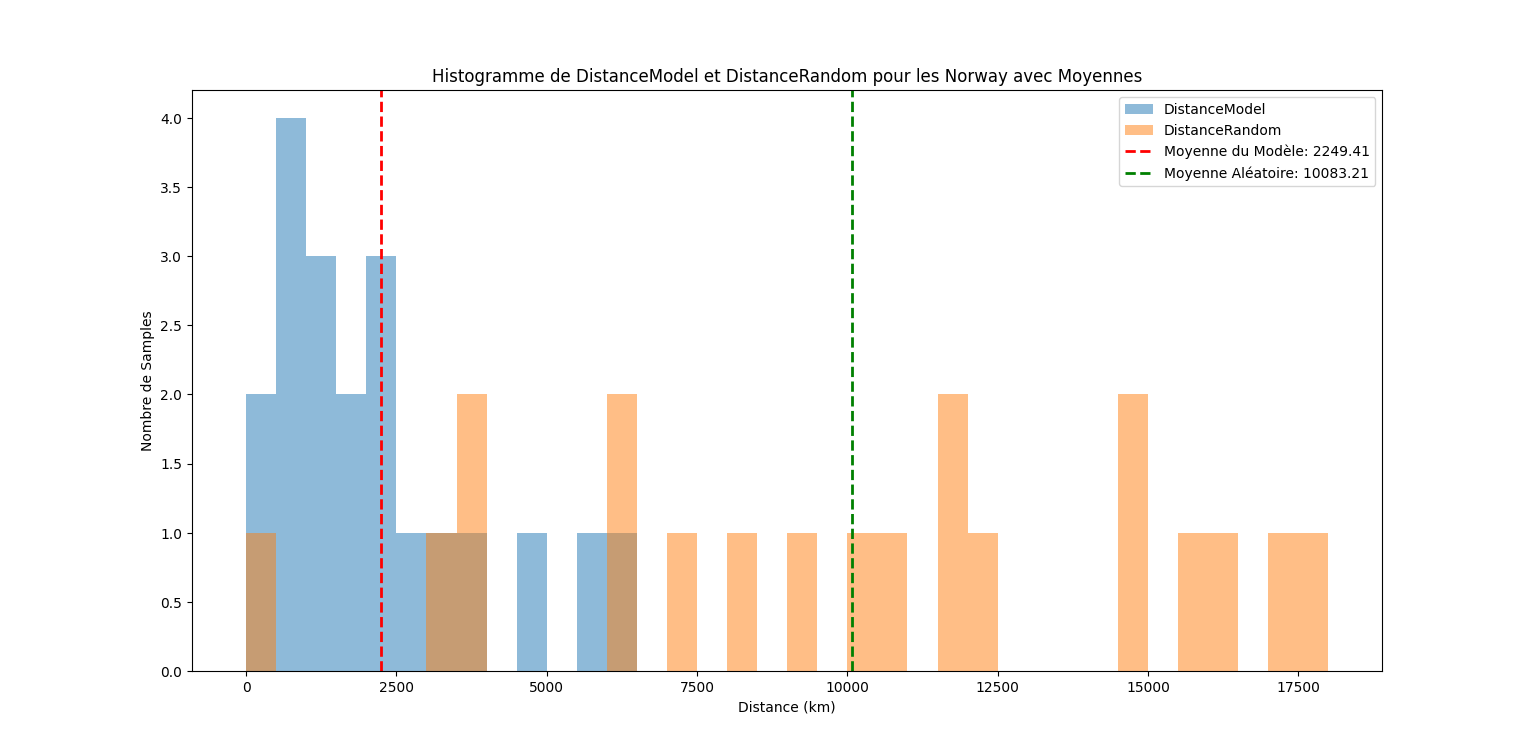 Histogramme de DistanceModel et DistanceRandom pour les Norway avec Moyennes
DistanceModel
DistanceRandom
Moyenne du Modèle: 2249.41
Moyenne Aléatoire: 10083.21
Nombre de Samples
4.0
3.5
3.0
2.5
2.0
1.5
1.0
0.5
0.0
0
2500
5000
7500
10000
12500
15000
17500
Distance (km)